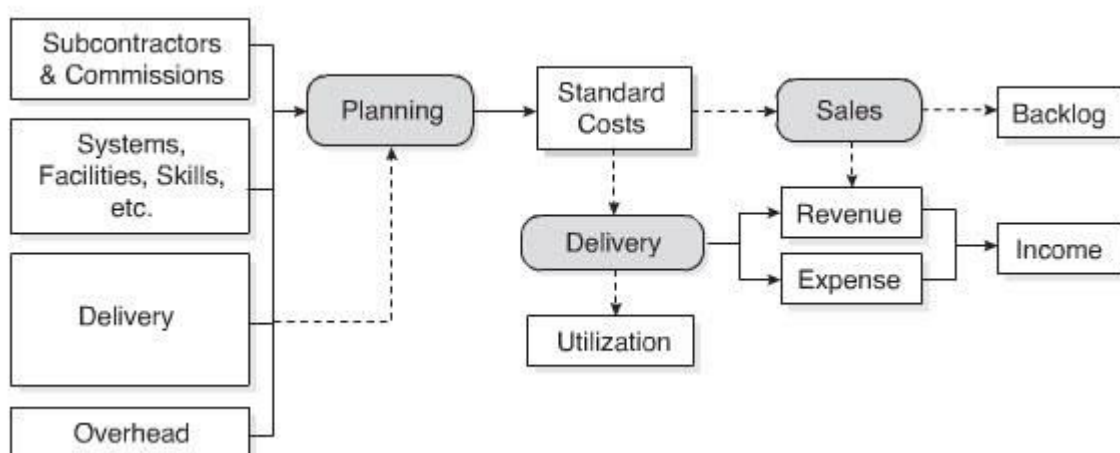 Subcontractors
& Commissions
Systems,
Facilities, Skills,
etc.
Delivery
Overhead
Planning
Standard
Costs
Delivery
Utilization
Sales
Revenue
Expense
Backlog
Income